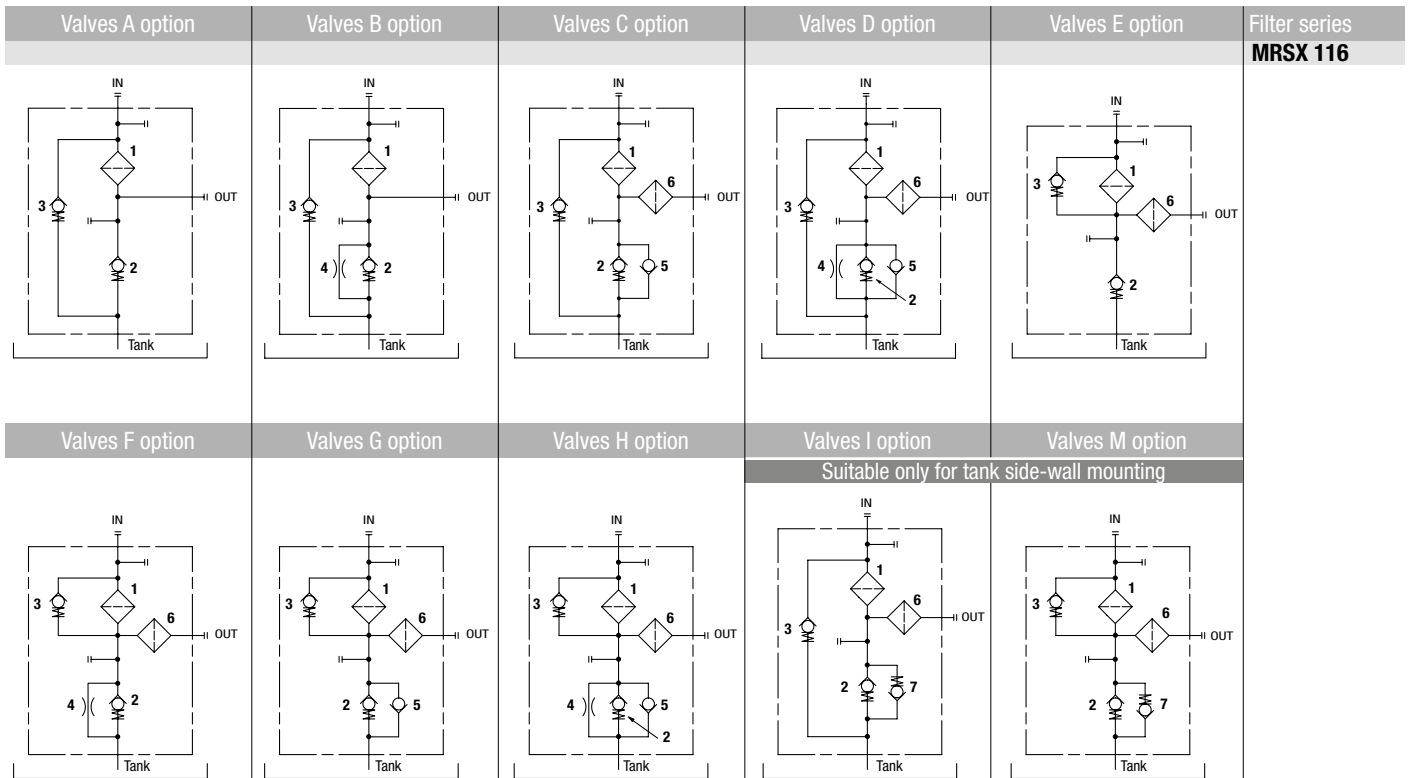 Valves A option Valves B option Valves C option Valves D option Valves E option Filter series
MRSX 116
IN IN IN IN IN
1 1 1 1 1
3 3 3 3 3
6 6 6
OUT OUT OUT OUT OUT
2 4 2 2 5 4 5 2 2
Tank Tank Tank Tank Tank
Valves F option Valves G option Valves H option Valves I option Valves M option
Suitable only for tank side-wall mounting
IN IN IN IN IN
1 1 1 1 1
3 3 3 3 3
6 6 6 6 6
OUT OUT OUT OUT OUT
4 2 2 5 4 5 2 2 7 2 7
Tank Tank Tank Tank Tank